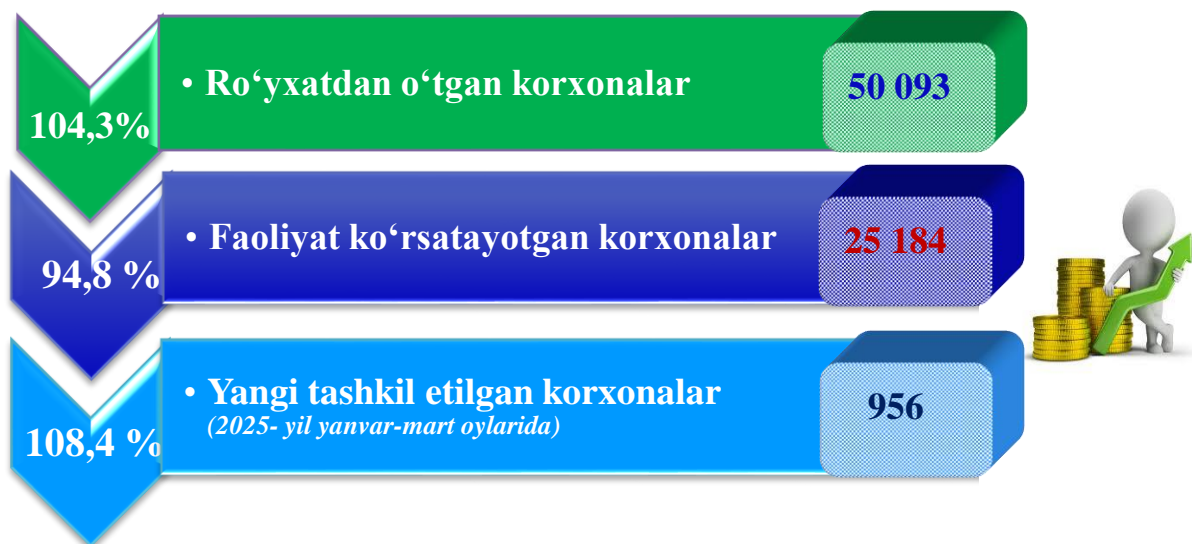 104,3%
• Ro‘yxatdan o‘tgan korxonalar
50 093
94,8 %
• Faoliyat ko‘rsatayotgan korxonalar
25 184
108,4 %
• Yangi tashkil etilgan korxonalar
(2025- yil yanvar-mart oylarida)
956